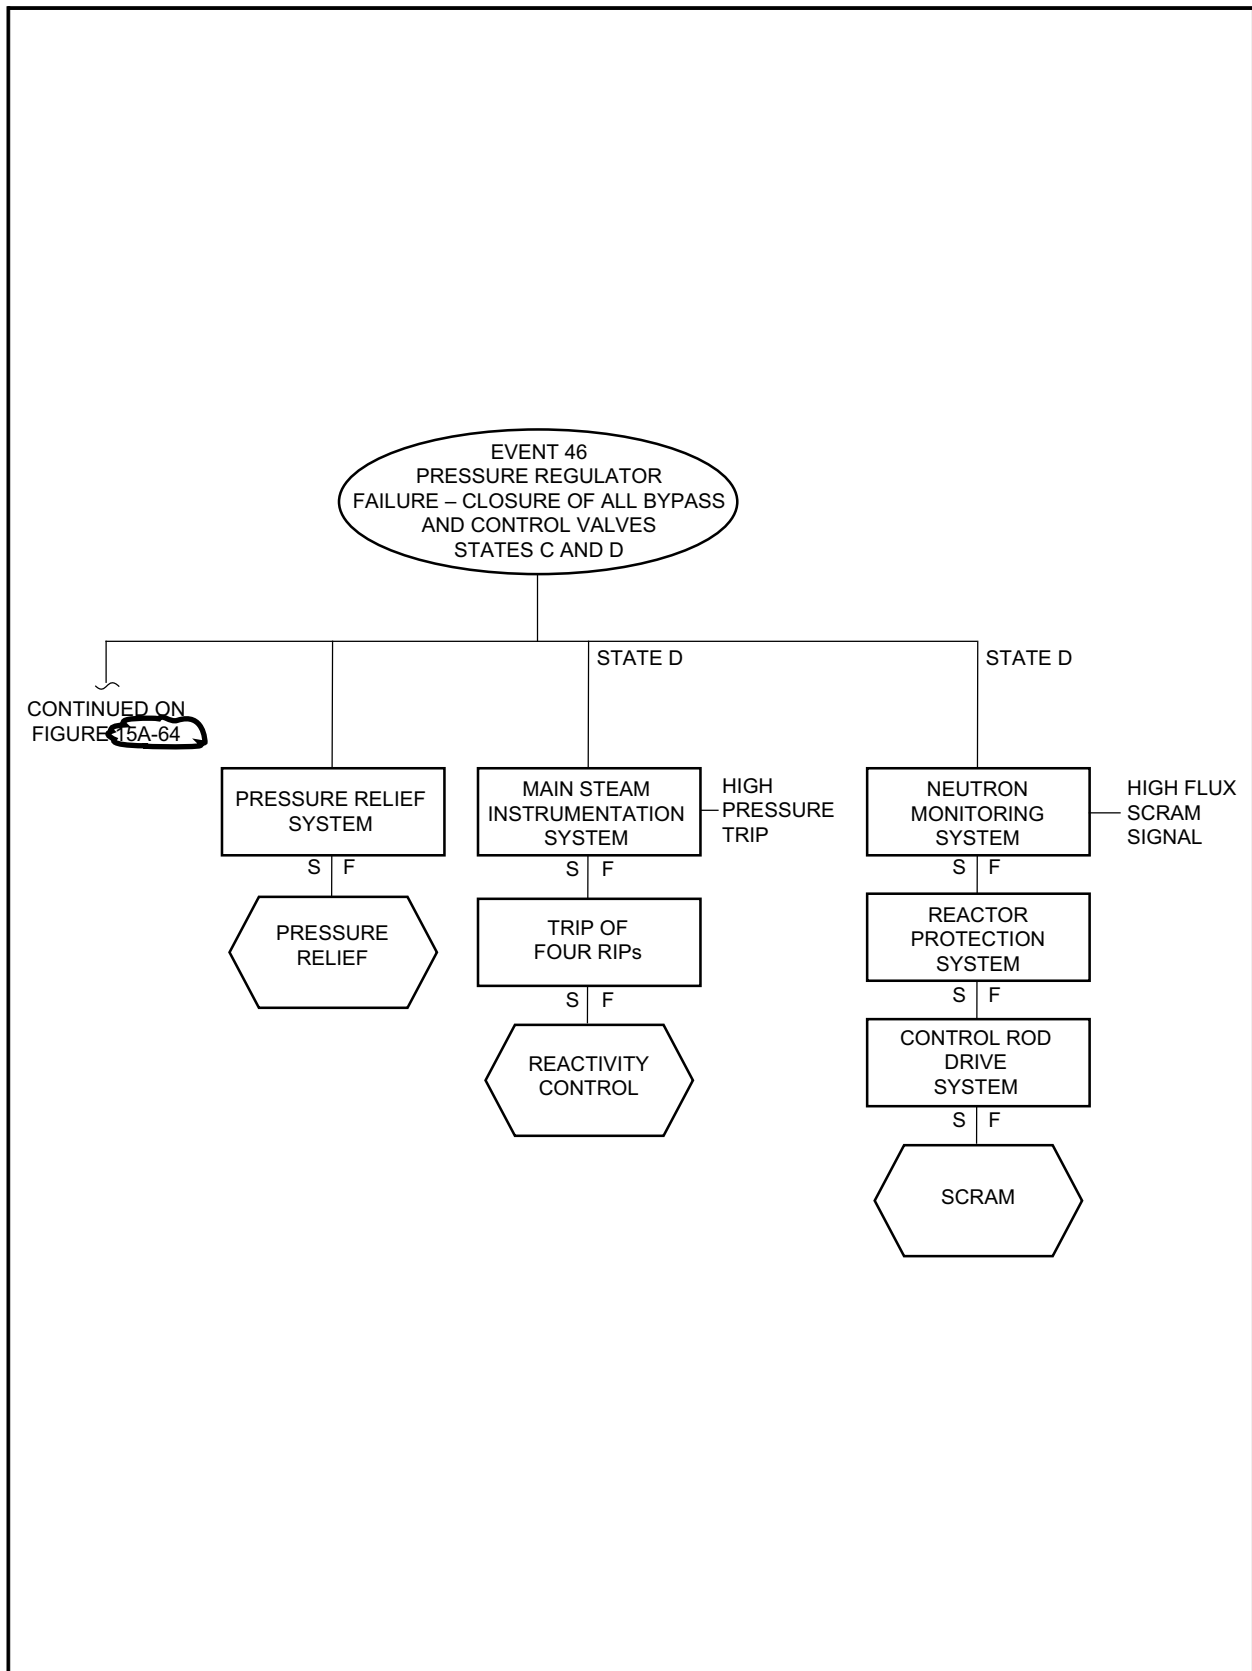 EVENT 46
PRESSURE REGULATOR
FAILURE – CLOSURE OF ALL BYPASS
AND CONTROL VALVES
STATES C AND D
STATE D
STATE D
CONTINUED ON
FIGURE 15A-64
PRESSURE RELIEF
SYSTEM
S F
PRESSURE
RELIEF
MAIN STEAM
INSTRUMENTATION
SYSTEM
HIGH
PRESSURE
TRIP
S F
TRIP OF
FOUR RIPs
S F
REACTIVITY
CONTROL
NEUTRON
MONITORING
SYSTEM
HIGH FLUX
SCRAM
SIGNAL
S F
REACTOR
PROTECTION
SYSTEM
S F
CONTROL ROD
DRIVE
SYSTEM
S F
SCRAM